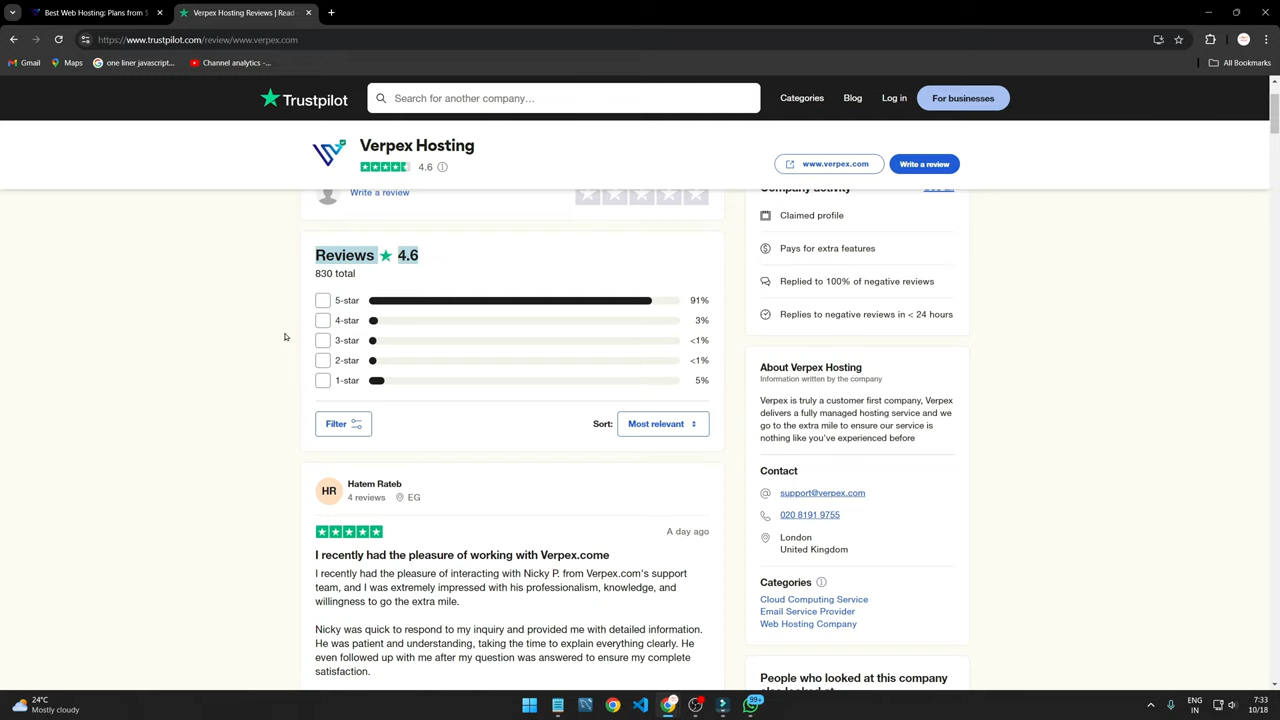 Best Web Hosting: Plans from $
Verpex Hosting Reviews | Read
https://www.trustpilot.com/review/www.verpex.com
Gmail
Maps
one liner javascript...
Channel analytics -...
All Bookmarks
Trustpilot
Search for another company...
Categories
Blog
Log in
For businesses
Verpex Hosting
4.6
www.verpex.com
Write a review
Write a review
Reviews ★ 4.6
830 total
5-star 91%
4-star 3%
3-star <1%
2-star <1%
1-star 5%
Filter
Sort:
Most relevant
HR
Hatem Rateb
4 reviews
EG
A day ago
I recently had the pleasure of working with Verpex.come
I recently had the pleasure of interacting with Nicky P. from Verpex.com's support
team, and I was extremely impressed with his professionalism, knowledge, and
willingness to go the extra mile.
Nicky was quick to respond to my inquiry and provided me with detailed information.
He was patient and understanding, taking the time to explain everything clearly. He
even followed up with me after my question was answered to ensure my complete
satisfaction.
Company activity
Claimed profile
Pays for extra features
Replied to 100% of negative reviews
Replies to negative reviews in < 24 hours
About Verpex Hosting
Information written by the company
Verpex is truly a customer first company, Verpex
delivers a fully managed hosting service and we
go to the extra mile to ensure our service is
nothing like you've experienced before
Contact
support@verpex.com
020 8191 9755
London
United Kingdom
Categories
Cloud Computing Service
Email Service Provider
Web Hosting Company
People who looked at this company
24°C
Mostly cloudy
99+
ENG
IN
7:33
10/18